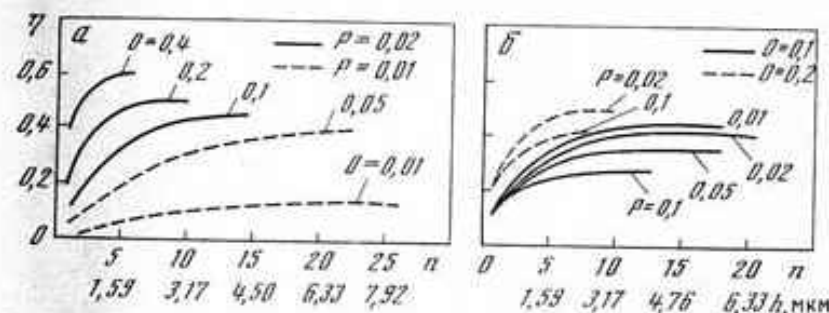 η
а
D=0,4
0,2
0,1
P=0,02
P=0,01
0,05
D=0,01
0,6
0,4
0,2
0
5 10 15 20 25 n
1,59 3,17 4,50 6,33 7,92
б
D=0,1
D=0,2
P=0,02
0,1
0,01
0,02
0,05
P=0,1
0 5 10 15 20 n
1,59 3,17 4,76 6,33 h, мкм